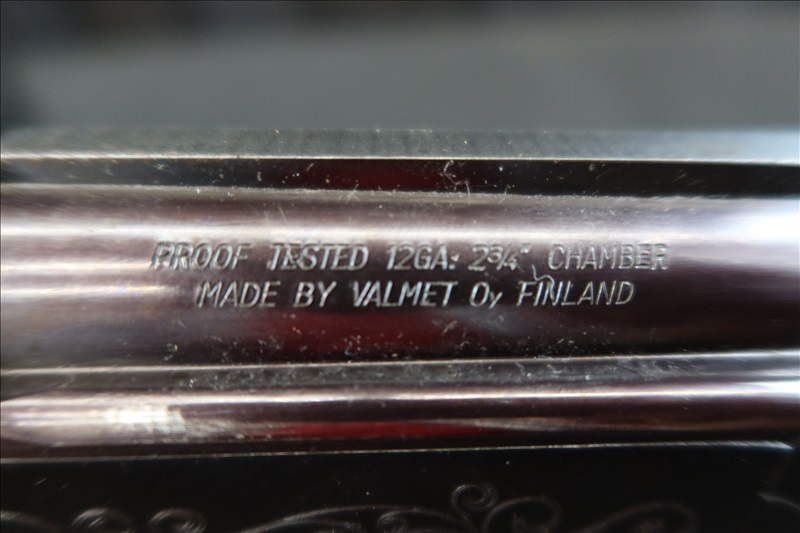 PROOF TESTED 12GA: 2¾" CHAMBER
MADE BY VALMET Oy FINLAND